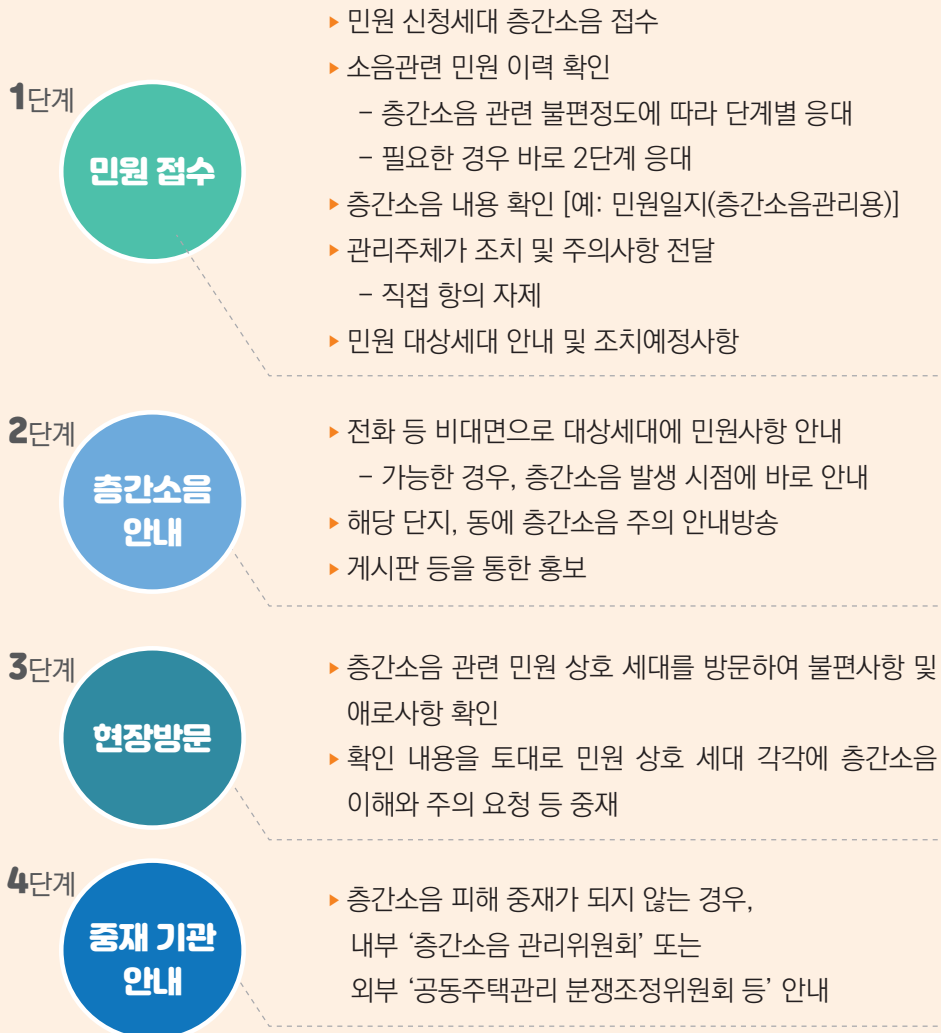 1단계
민원 접수
▸ 민원 신청세대 층간소음 접수
▸ 소음관련 민원 이력 확인
– 층간소음 관련 불편정도에 따라 단계별 응대
– 필요한 경우 바로 2단계 응대
▸ 층간소음 내용 확인 [예: 민원일지(층간소음관리용)]
▸ 관리주체가 조치 및 주의사항 전달
– 직접 항의 자제
▸ 민원 대상세대 안내 및 조치예정사항
2단계
층간소음
안내
▸ 전화 등 비대면으로 대상세대에 민원사항 안내
– 가능한 경우, 층간소음 발생 시점에 바로 안내
▸ 해당 단지, 동에 층간소음 주의 안내방송
▸ 게시판 등을 통한 홍보
3단계
현장방문
▸ 층간소음 관련 민원 상호 세대를 방문하여 불편사항 및
애로사항 확인
▸ 확인 내용을 토대로 민원 상호 세대 각각에 층간소음
이해와 주의 요청 등 중재
4단계
중재 기관
안내
▸ 층간소음 피해 중재가 되지 않는 경우,
내부 ‘층간소음 관리위원회’ 또는
외부 ‘공동주택관리 분쟁조정위원회 등’ 안내